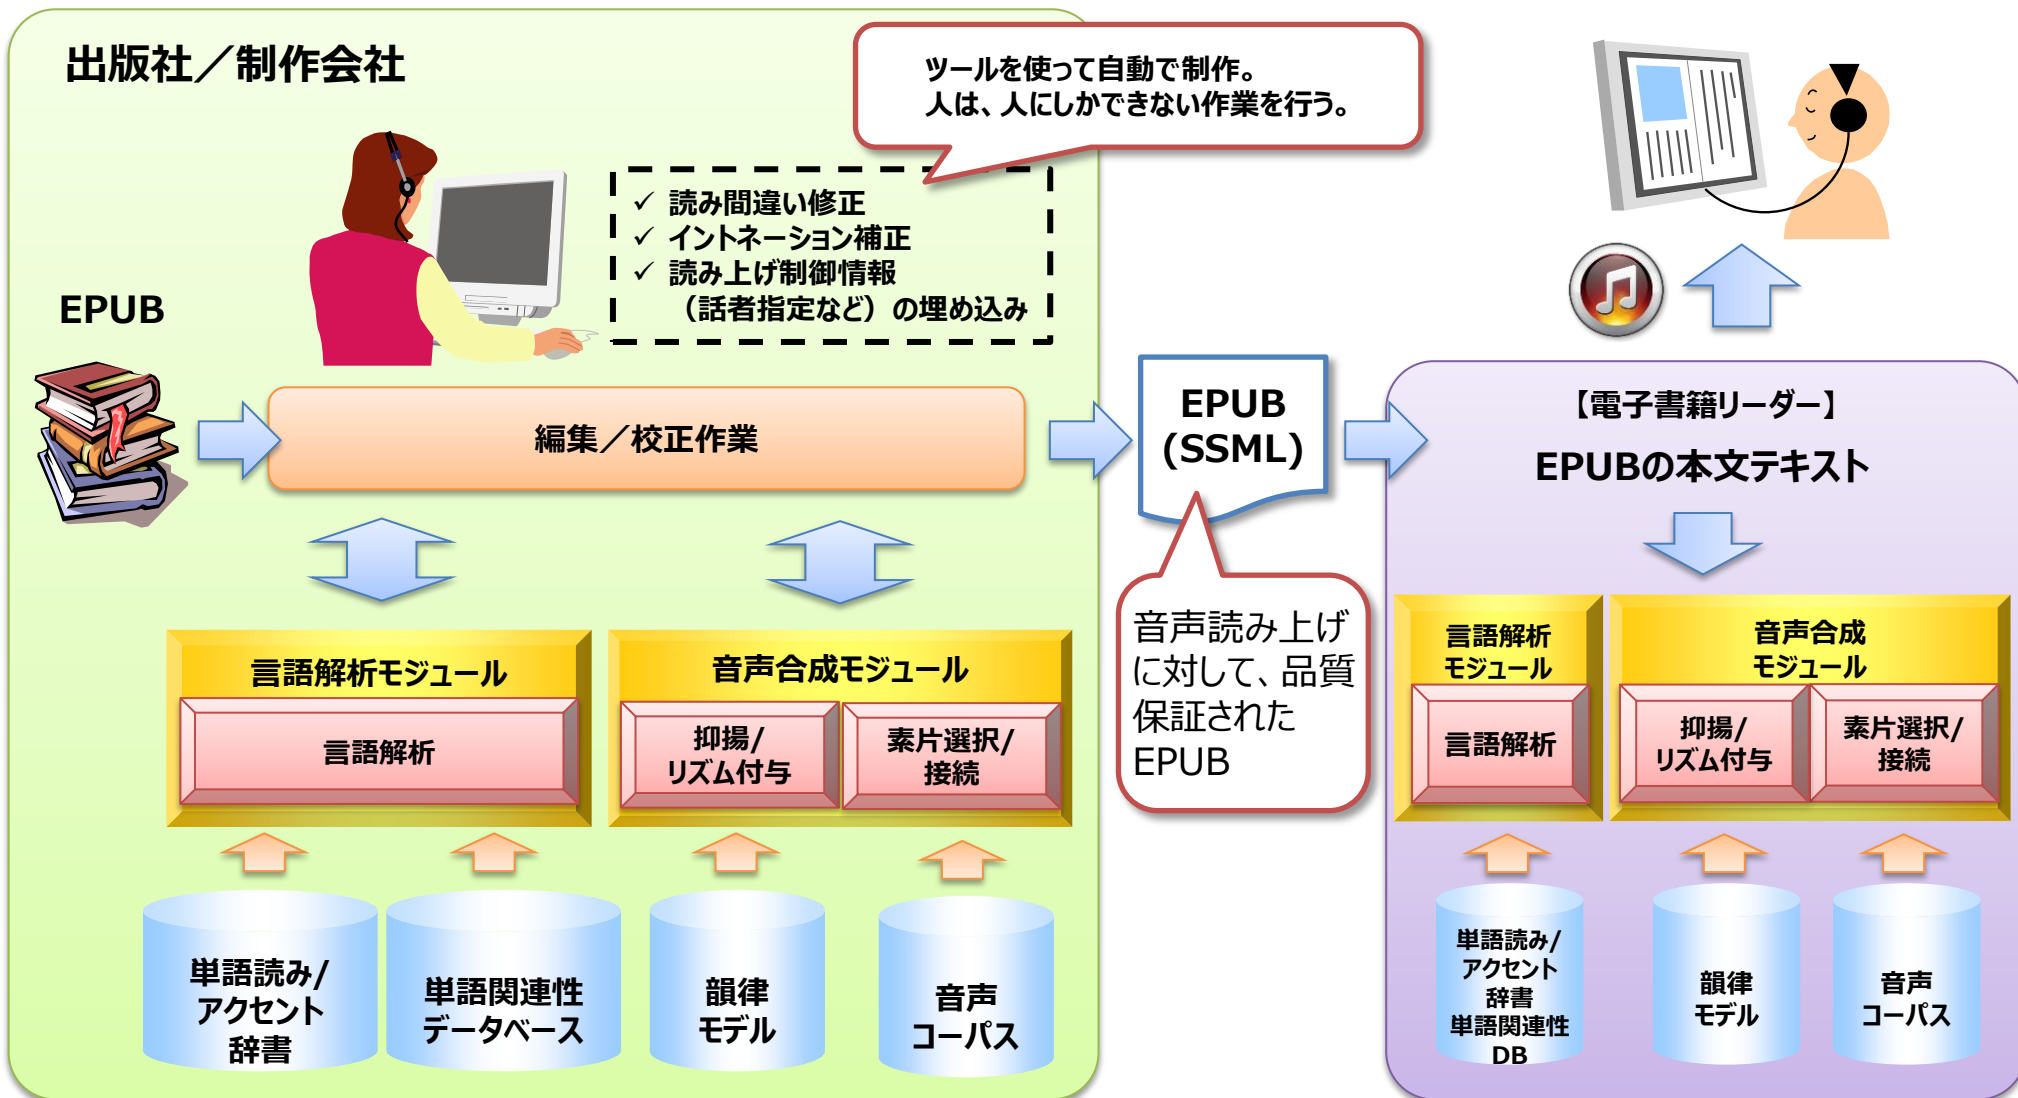 出版社／制作会社
ツールを使って自動で制作。
人は、人にしかできない作業を行う。
✓ 読み間違い修正
✓ イントネーション補正
✓ 読み上げ制御情報
（話者指定など）の埋め込み
EPUB
編集／校正作業
EPUB
(SSML)
音声読み上げ
に対して、品質
保証された
EPUB
言語解析モジュール
言語解析
音声合成モジュール
抑揚/
リズム付与
素片選択/
接続
単語読み/
アクセント
辞書
単語関連性
データベース
韻律
モデル
音声
コーパス
【電子書籍リーダー】
EPUBの本文テキスト
言語解析
モジュール
言語解析
音声合成
モジュール
抑揚/
リズム付与
素片選択/
接続
単語読み/
アクセント
辞書
単語関連性
DB
韻律
モデル
音声
コーパス